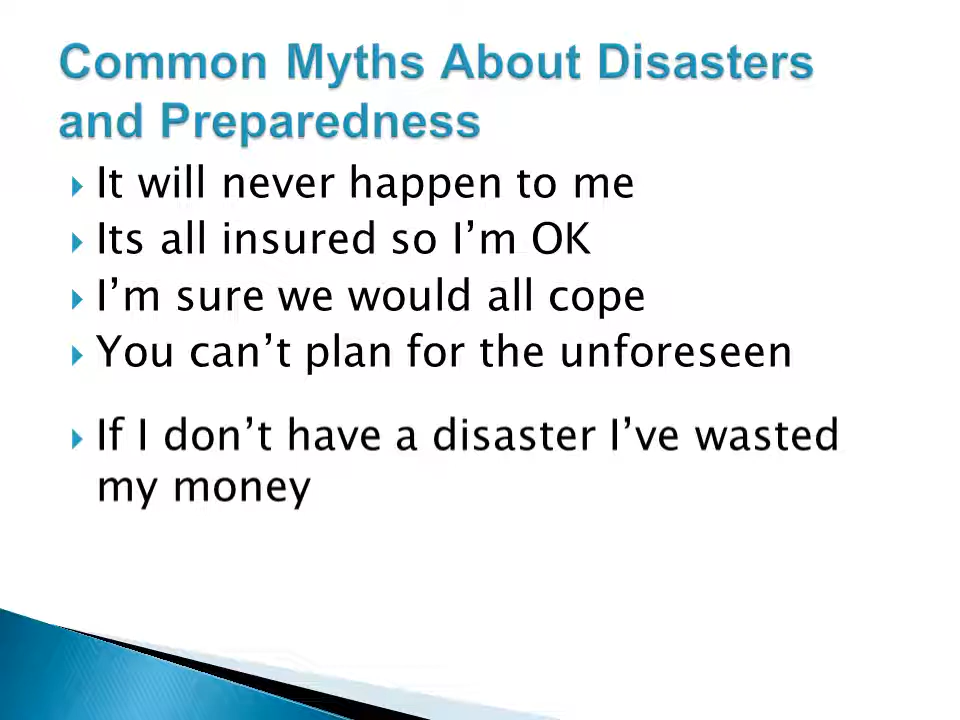 Common Myths About Disasters
and Preparedness
It will never happen to me
Its all insured so I’m OK
I’m sure we would all cope
You can’t plan for the unforeseen
If I don’t have a disaster I’ve wasted
my money